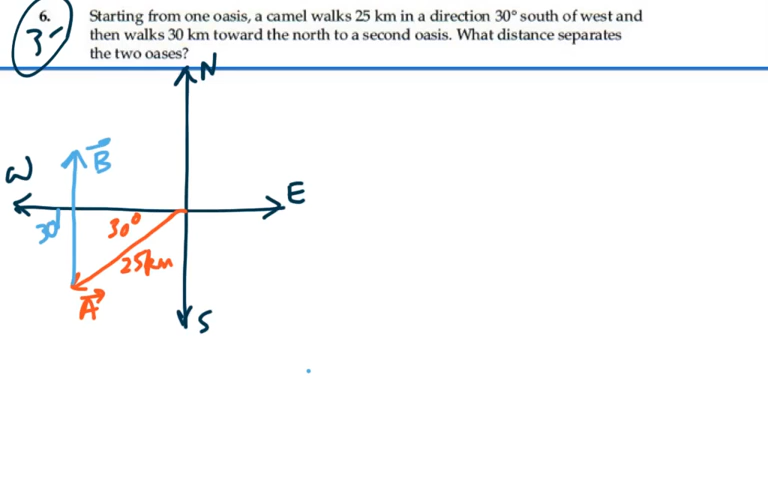 6. Starting from one oasis, a camel walks 25 km in a direction 30° south of west and
then walks 30 km toward the north to a second oasis. What distance separates
the two oases?
N
B
W
E
30
30°
25km
A
S